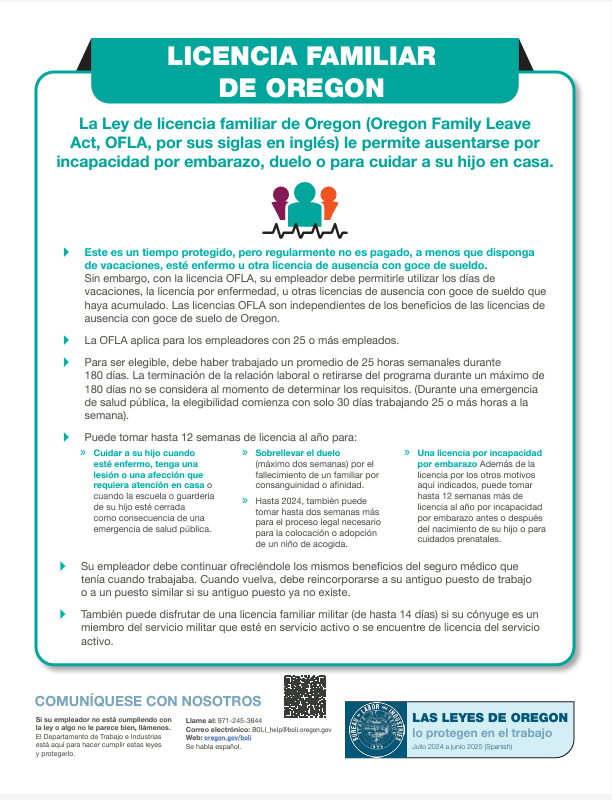 LICENCIA FAMILIAR
DE OREGON
La Ley de licencia familiar de Oregon (Oregon Family Leave
Act, OFLA, por sus siglas en inglés) le permite ausentarse por
incapacidad por embarazo, duelo o para cuidar a su hijo en casa.
Este es un tiempo protegido, pero regularmente no es pagado, a menos que disponga
de vacaciones, esté enfermo u otra licencia de ausencia con goce de sueldo.
Sin embargo, con la licencia OFLA, su empleador debe permitirle utilizar los días de
vacaciones, la licencia por enfermedad, u otras licencias de ausencia con goce de sueldo que
haya acumulado. Las licencias OFLA son independientes de los beneficios de las licencias de
ausencia con goce de suelo de Oregon.
La OFLA aplica para los empleadores con 25 o más empleados.
Para ser elegible, debe haber trabajado un promedio de 25 horas semanales durante
180 días. La terminación de la relación laboral o retirarse del programa durante un máximo de
180 días no se considera al momento de determinar los requisitos. (Durante una emergencia
de salud pública, la elegibilidad comienza con solo 30 días trabajando 25 o más horas a la
semana).
Puede tomar hasta 12 semanas de licencia al año para:
» Cuidar a su hijo cuando
esté enfermo, tenga una
lesión o una afección que
requiera atención en casa o
cuando la escuela o guardería
de su hijo esté cerrada
como consecuencia de una
emergencia de salud pública.
» Sobrellevar el duelo
(máximo dos semanas) por el
fallecimiento de un familiar por
consanguinidad o afinidad.
» Hasta 2024, también puede
tomar hasta dos semanas más
para el proceso legal necesario
para la colocación o adopción
de un niño de acogida.
» Una licencia por incapacidad
por embarazo Además de la
licencia por los otros motivos
aquí indicados, puede tomar
hasta 12 semanas más de
licencia al año por incapacidad
por embarazo antes o después
del nacimiento de su hijo o para
cuidados prenatales.
Su empleador debe continuar ofreciéndole los mismos beneficios del seguro médico que
tenía cuando trabajaba. Cuando vuelva, debe reincorporarse a su antiguo puesto de trabajo
o a un puesto similar si su antiguo puesto ya no existe.
También puede disfrutar de una licencia familiar militar (de hasta 14 días) si su cónyuge es un
miembro del servicio militar que esté en servicio activo o se encuentre de licencia del servicio
activo.
COMUNÍQUESE CON NOSOTROS
Si su empleador no está cumpliendo con
la ley o algo no le parece bien, llámenos.
El Departamento de Trabajo e Industrias
está aquí para hacer cumplir estas leyes
y protegerlo.
Llame al: 971-245-3844
Correo electrónico: BOLI_help@boli.oregon.gov
Web: oregon.gov/boli
Se habla español.
BUREAU OF LABOR AND INDUSTRIES
1859
LAS LEYES DE OREGON
lo protegen en el trabajo
Julio 2024 a junio 2025 (Spanish)